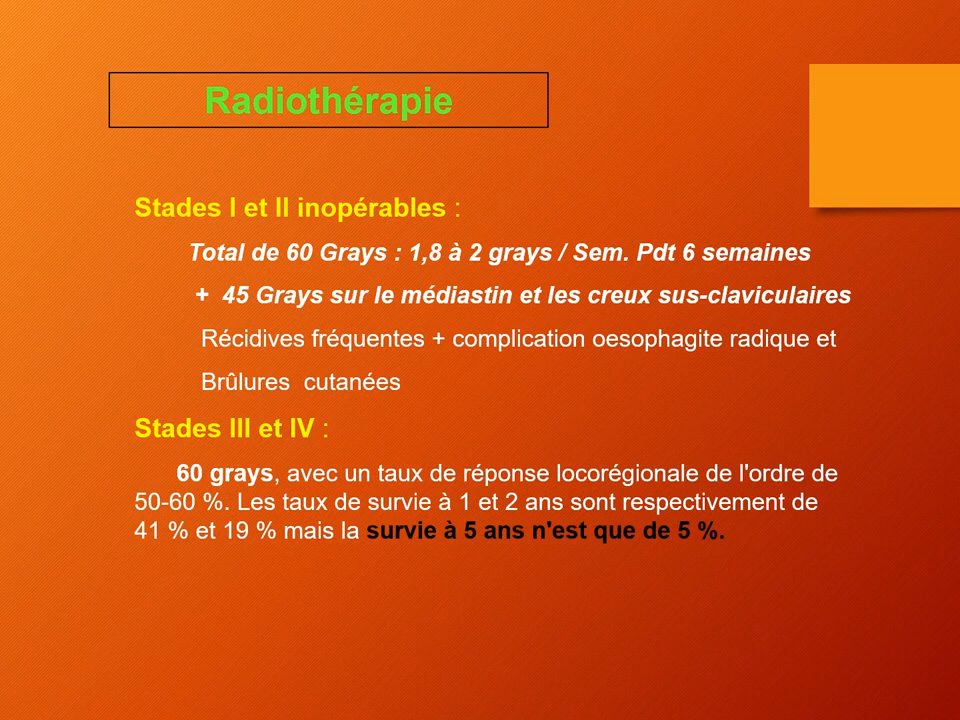 Radiothérapie
Stades I et II inopérables :
Total de 60 Grays : 1,8 à 2 grays / Sem. Pdt 6 semaines
+ 45 Grays sur le médiastin et les creux sus-claviculaires
Récidives fréquentes + complication oesophagite radique et
Brûlures cutanées
Stades III et IV :
60 grays, avec un taux de réponse locorégionale de l'ordre de
50-60 %. Les taux de survie à 1 et 2 ans sont respectivement de
41 % et 19 % mais la survie à 5 ans n'est que de 5 %.